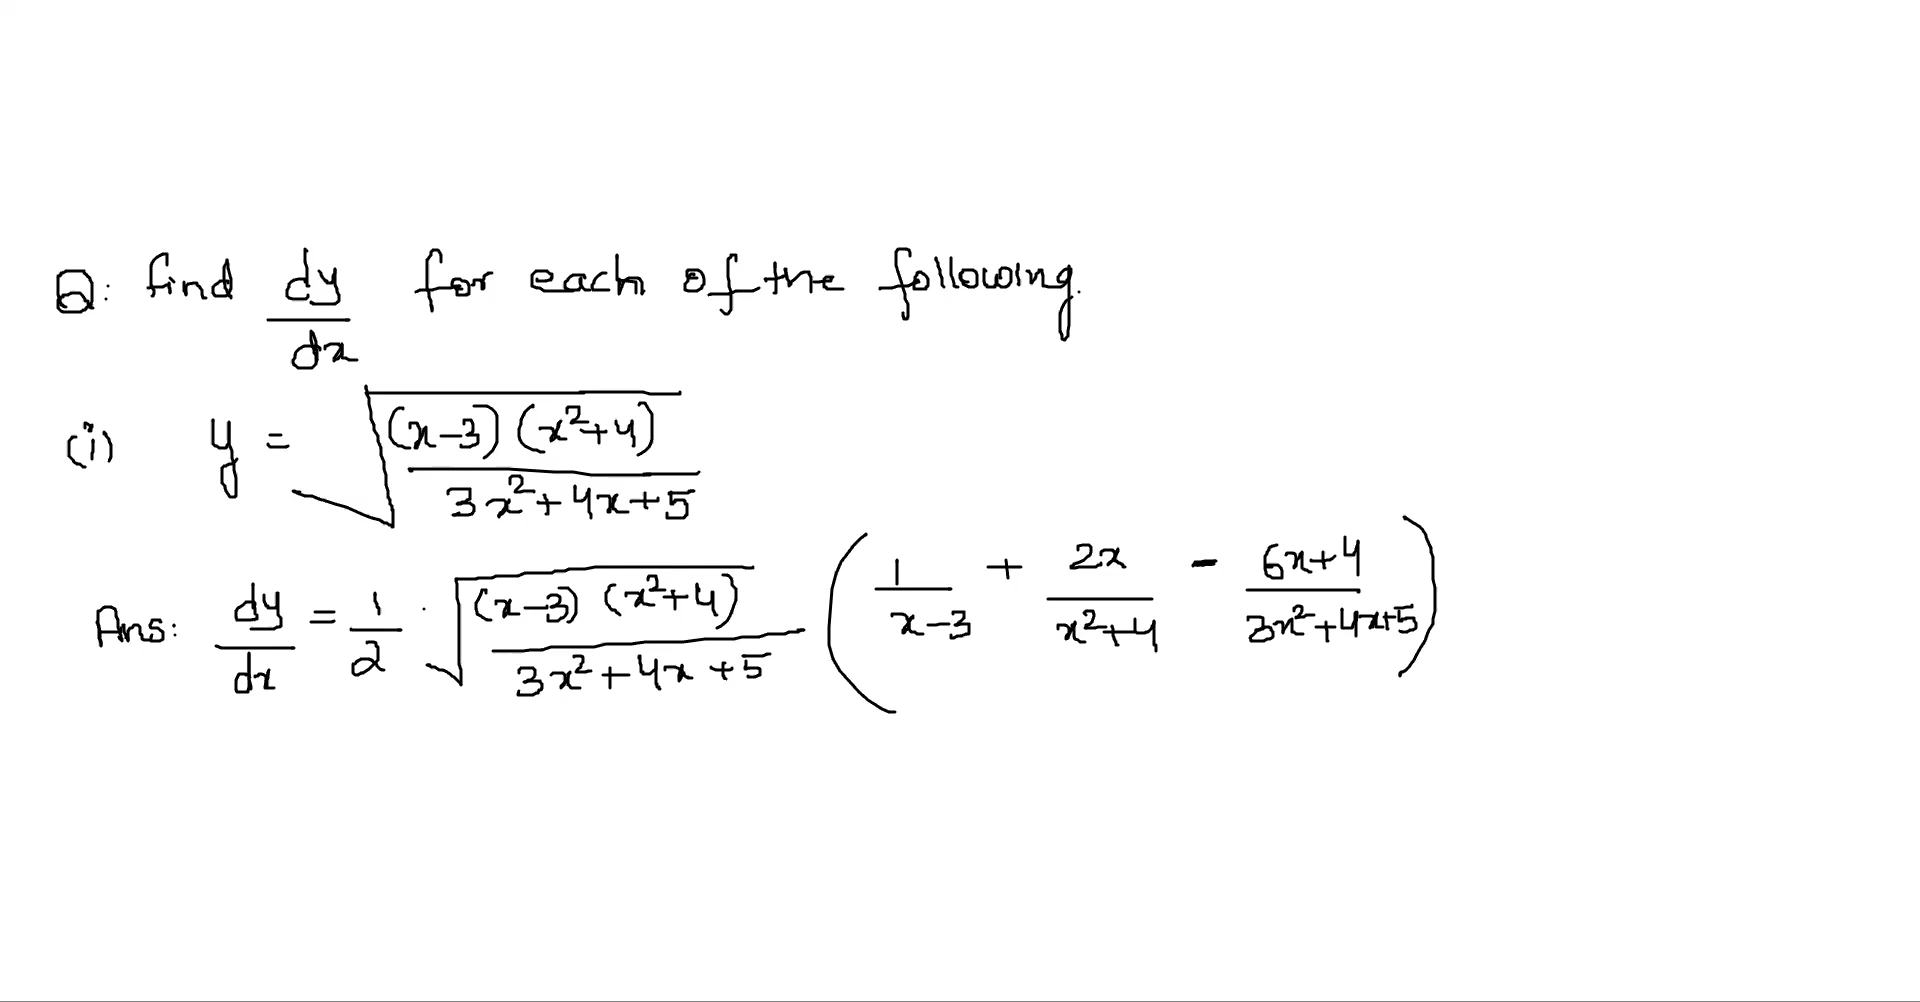 Q: find dy/dx for each of the following.
(i) y = √((x-3)(x²+4)/(3x²+4x+5))
Ans: dy/dx = 1/2 · √((x-3)(x²+4)/(3x²+4x+5)) (1/(x-3) + 2x/(x²+4) - (6x+4)/(3x²+4x+5))